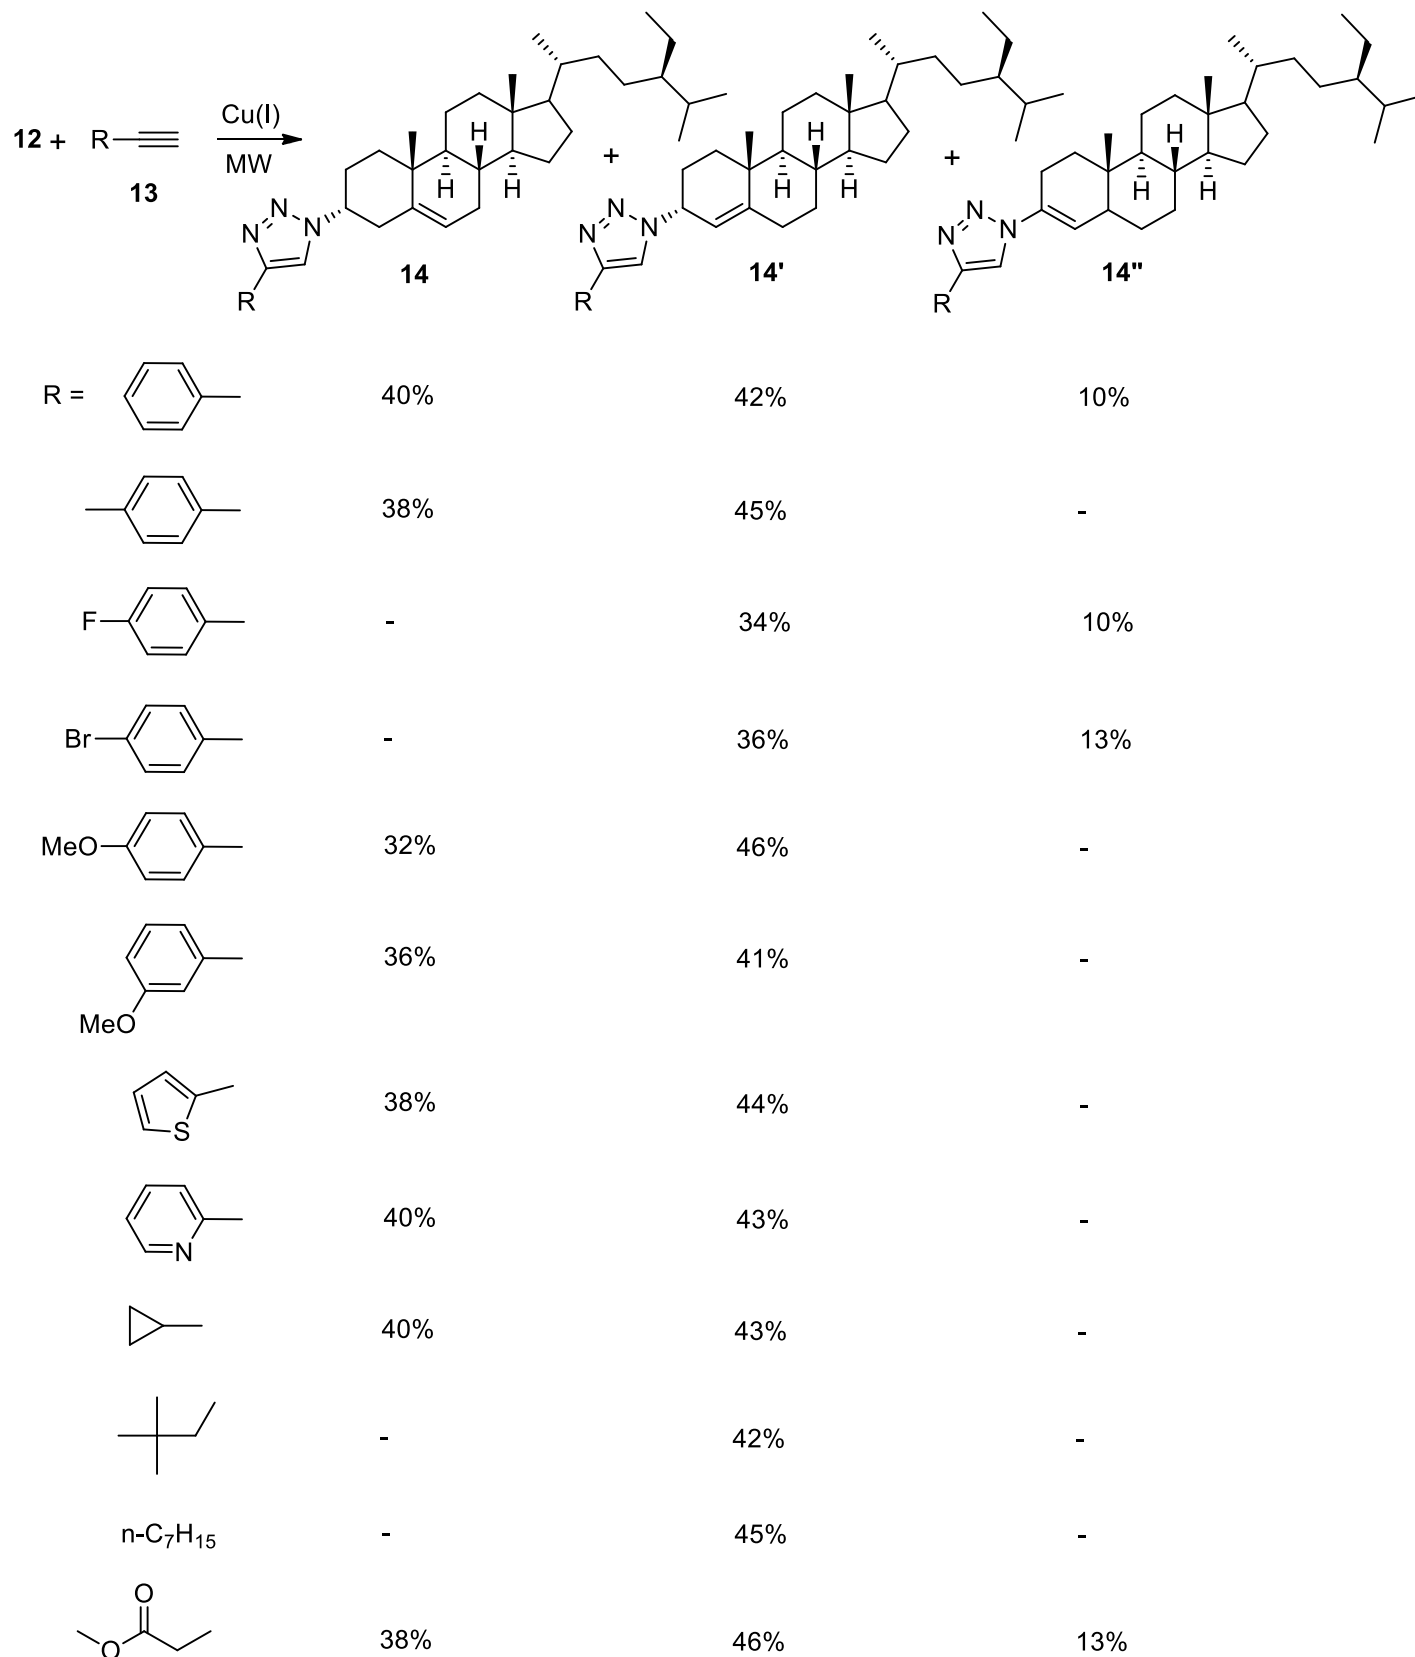 12 + R Cu(I) MW 13
H H H N N N R 14
+
H H H N N N R 14'
+
H H H N N N R 14"
R = 40% 42% 10%
38% 45% -
F - 34% 10%
Br - 36% 13%
MeO 32% 46% -
MeO 36% 41% -
S 38% 44% -
N 40% 43% -
40% 43% -
- 42% -
n-C₇H₁₅ - 45% -
O O 38% 46% 13%